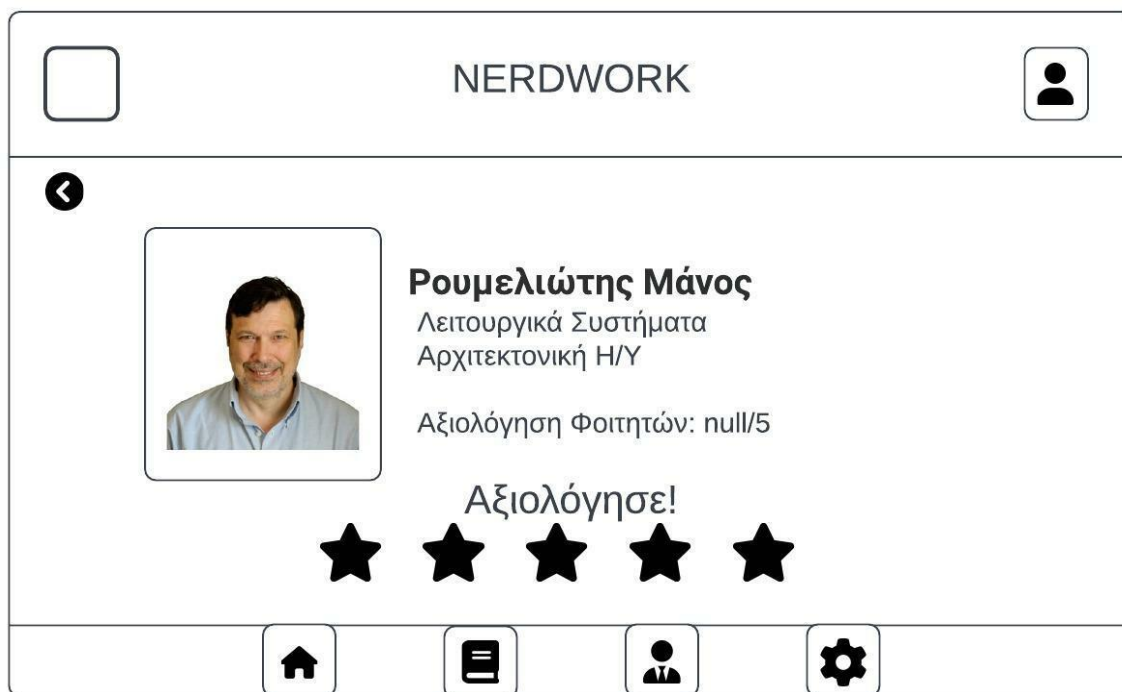 NERDWORK
Ρουμελιώτης Μάνος
Λειτουργικά Συστήματα
Αρχιτεκτονική Η/Υ
Αξιολόγηση Φοιτητών: null/5
Αξιολόγησε!